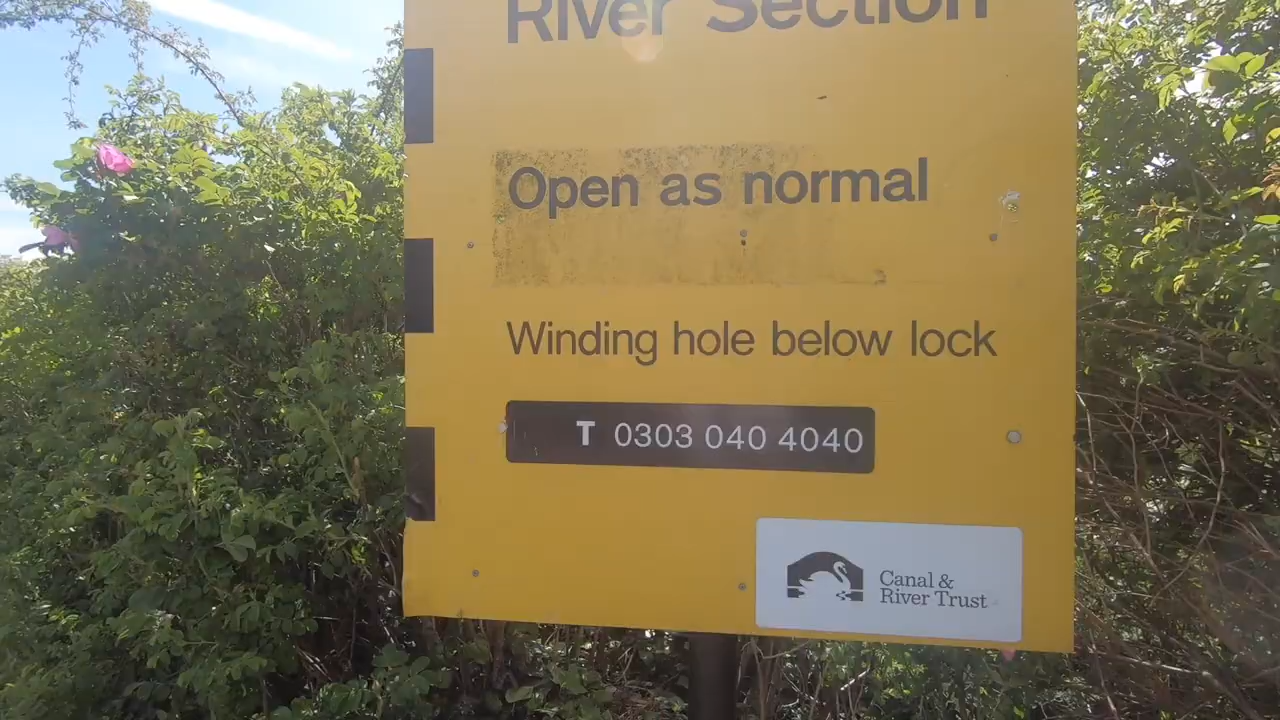 River Section
Open as normal
Winding hole below lock
T 0303 040 4040
Canal &
River Trust